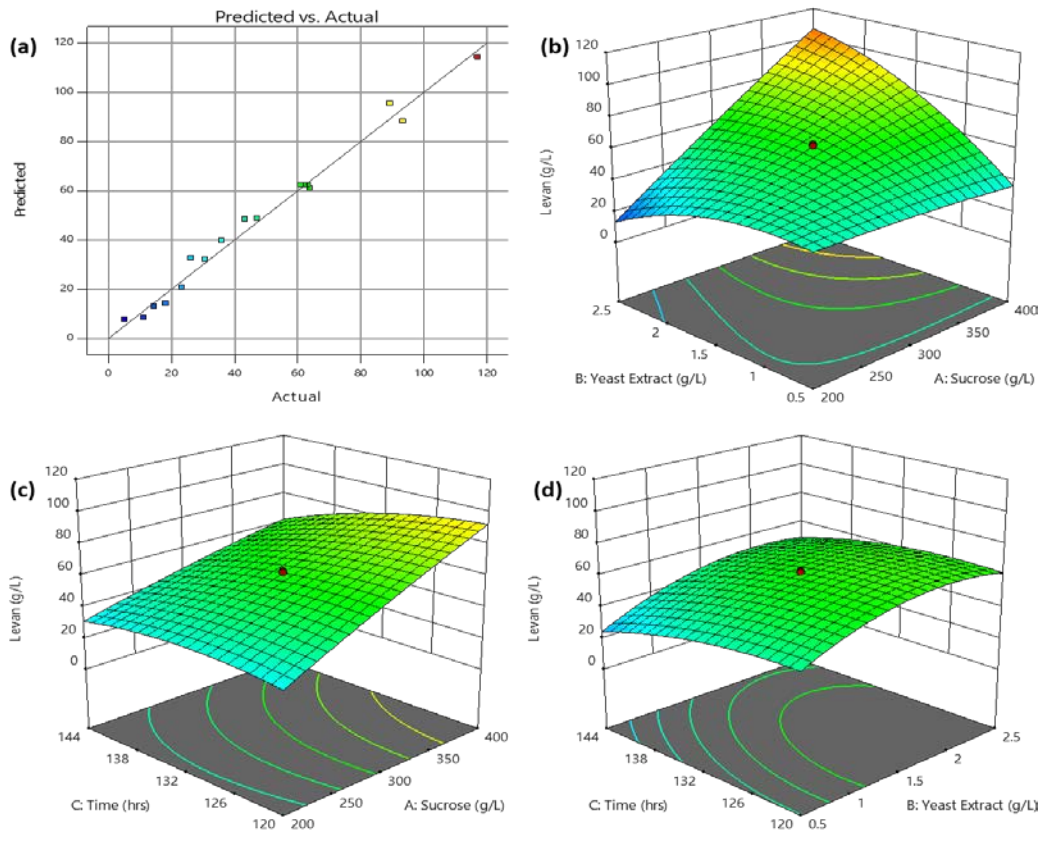 (a)
Predicted vs. Actual
Predicted
120
100
80
60
40
20
0
0 20 40 60 80 100 120
Actual
(b)
Levan (g/L)
120
100
80
60
40
20
0
2.5 2 1.5 1 0.5
B: Yeast Extract (g/L)
200 250 300 350 400
A: Sucrose (g/L)
(c)
Levan (g/L)
120
100
80
60
40
20
0
144 138 132 126 120
C: Time (hrs)
200 250 300 350 400
A: Sucrose (g/L)
(d)
Levan (g/L)
120
100
80
60
40
20
0
144 138 132 126 120
C: Time (hrs)
0.5 1 1.5 2 2.5
B: Yeast Extract (g/L)